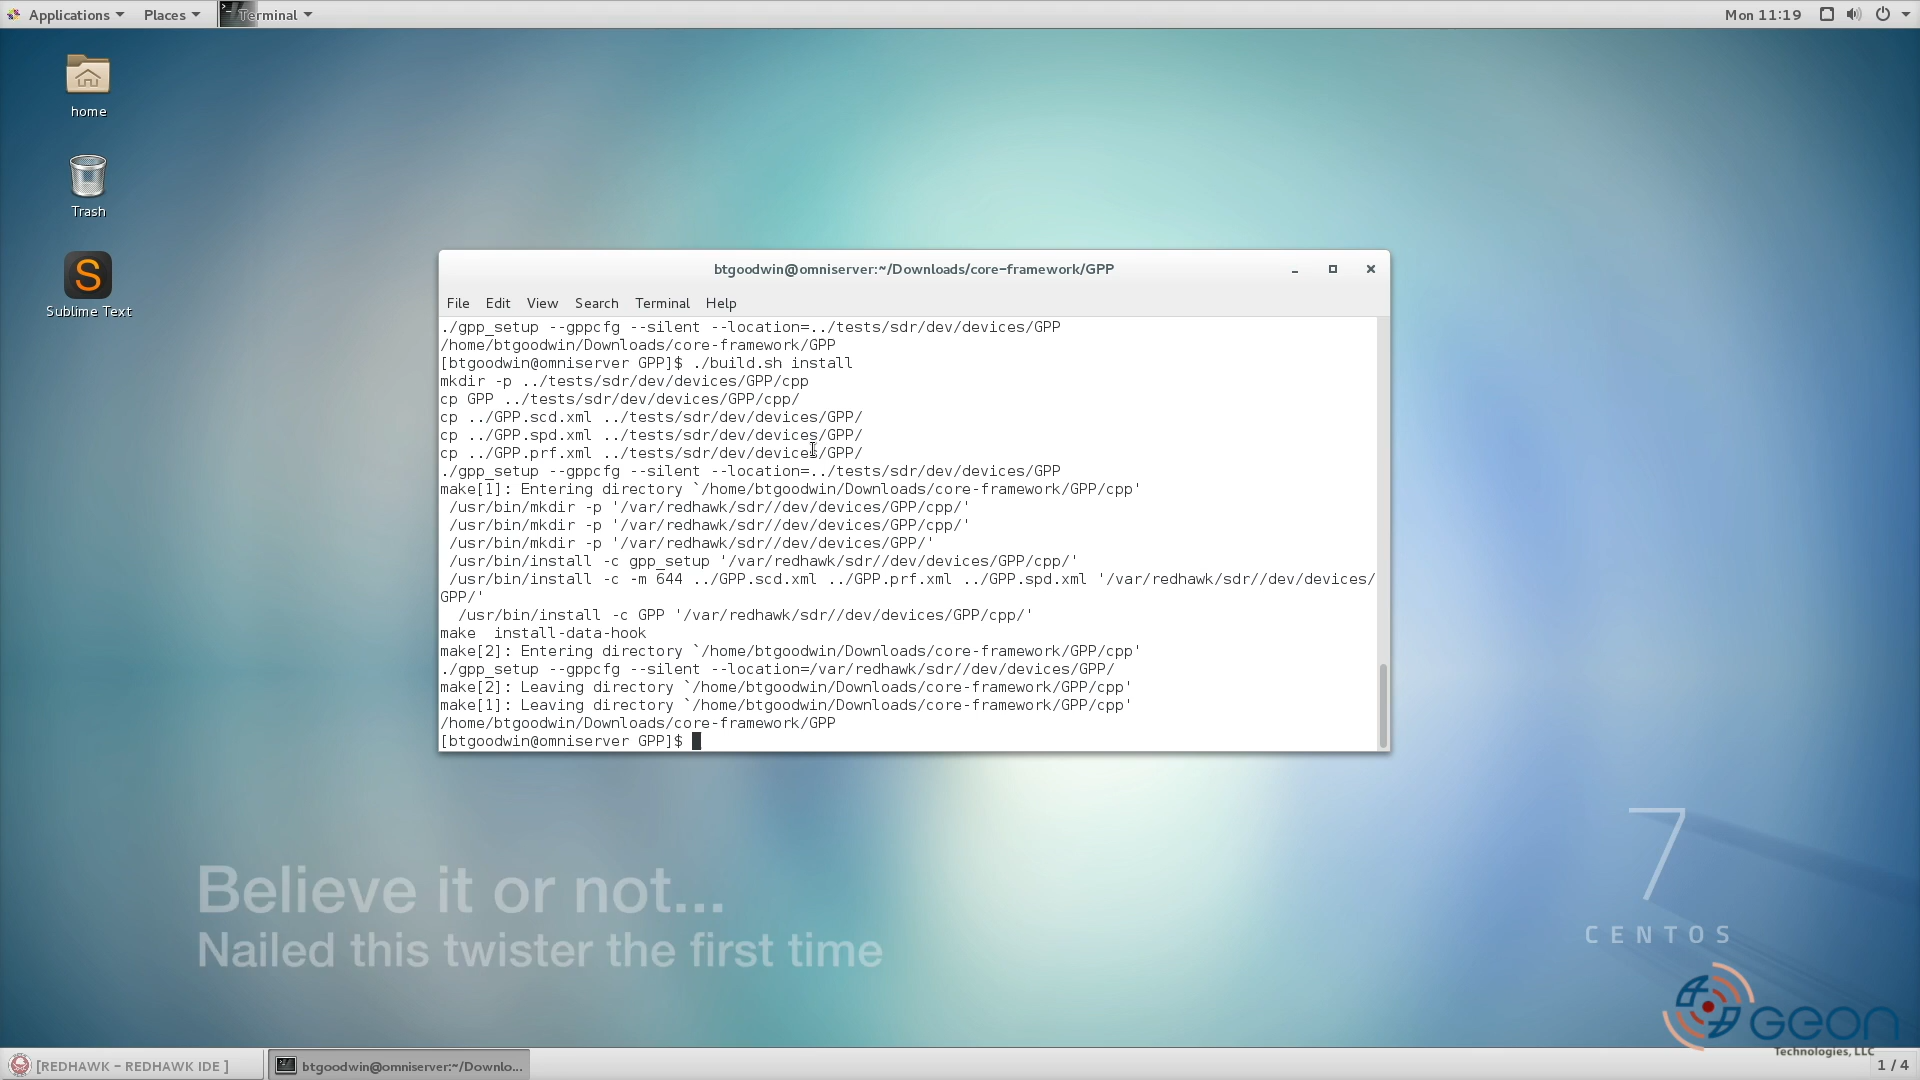 Applications Places Terminal Mon 11:19
home
Trash
S
Sublime Text
btgoodwin@omniserver:~/Downloads/core-framework/GPP
File Edit View Search Terminal Help
./gpp_setup --gppcfg --silent --location=../tests/sdr/dev/devices/GPP
/home/btgoodwin/Downloads/core-framework/GPP
[btgoodwin@omniserver GPP]$ ./build.sh install
mkdir -p ../tests/sdr/dev/devices/GPP/cpp
cp GPP ../tests/sdr/dev/devices/GPP/cpp/
cp ../GPP.scd.xml ../tests/sdr/dev/devices/GPP/
cp ../GPP.spd.xml ../tests/sdr/dev/devices/GPP/
cp ../GPP.prf.xml ../tests/sdr/dev/devices/GPP/
./gpp_setup --gppcfg --silent --location=../tests/sdr/dev/devices/GPP
make[1]: Entering directory `/home/btgoodwin/Downloads/core-framework/GPP/cpp'
/usr/bin/mkdir -p '/var/redhawk/sdr//dev/devices/GPP/cpp/'
/usr/bin/mkdir -p '/var/redhawk/sdr//dev/devices/GPP/cpp/'
/usr/bin/mkdir -p '/var/redhawk/sdr//dev/devices/GPP/'
/usr/bin/install -c gpp_setup '/var/redhawk/sdr//dev/devices/GPP/cpp/'
/usr/bin/install -c -m 644 ../GPP.scd.xml ../GPP.prf.xml ../GPP.spd.xml '/var/redhawk/sdr//dev/devices/
GPP/'
/usr/bin/install -c GPP '/var/redhawk/sdr//dev/devices/GPP/cpp/'
make  install-data-hook
make[2]: Entering directory `/home/btgoodwin/Downloads/core-framework/GPP/cpp'
./gpp_setup --gppcfg --silent --location=/var/redhawk/sdr//dev/devices/GPP/
make[2]: Leaving directory `/home/btgoodwin/Downloads/core-framework/GPP/cpp'
make[1]: Leaving directory `/home/btgoodwin/Downloads/core-framework/GPP/cpp'
/home/btgoodwin/Downloads/core-framework/GPP
[btgoodwin@omniserver GPP]$
Believe it or not...
Nailed this twister the first time
7
CENTOS
Geon
Technologies, LLC
[REDHAWK - REDHAWK IDE ] btgoodwin@omniserver:~/Downlo... 1 / 4